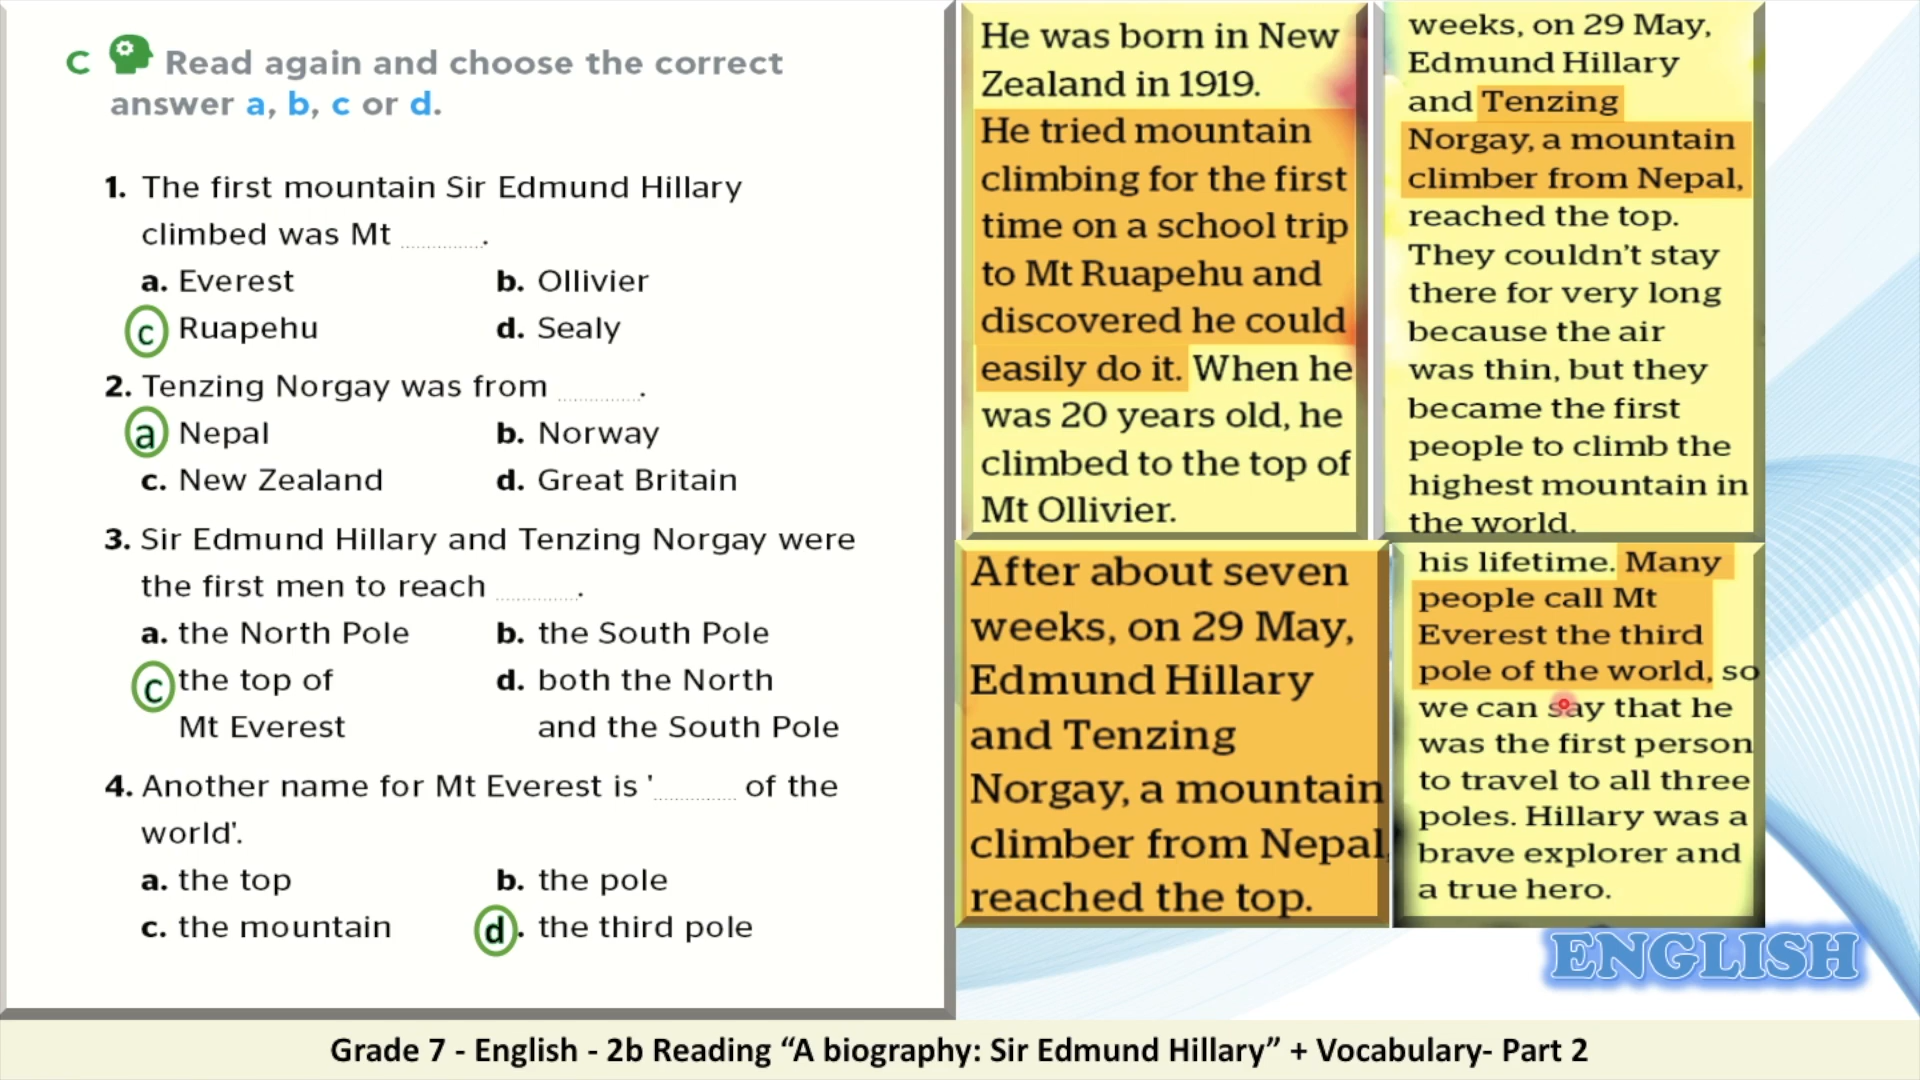 C Read again and choose the correct
answer a, b, c or d.
1. The first mountain Sir Edmund Hillary
climbed was Mt ............ .
a. Everest b. Ollivier
c Ruapehu d. Sealy
2. Tenzing Norgay was from ............ .
a Nepal b. Norway
c. New Zealand d. Great Britain
3. Sir Edmund Hillary and Tenzing Norgay were
the first men to reach ............ .
a. the North Pole b. the South Pole
c the top of d. both the North
Mt Everest and the South Pole
4. Another name for Mt Everest is '............ of the
world'.
a. the top b. the pole
c. the mountain d. the third pole
He was born in New
Zealand in 1919.
He tried mountain
climbing for the first
time on a school trip
to Mt Ruapehu and
discovered he could
easily do it. When he
was 20 years old, he
climbed to the top of
Mt Ollivier.
weeks, on 29 May,
Edmund Hillary
and Tenzing
Norgay, a mountain
climber from Nepal,
reached the top.
They couldn't stay
there for very long
because the air
was thin, but they
became the first
people to climb the
highest mountain in
the world.
After about seven
weeks, on 29 May,
Edmund Hillary
and Tenzing
Norgay, a mountain
climber from Nepal,
reached the top.
his lifetime. Many
people call Mt
Everest the third
pole of the world, so
we can say that he
was the first person
to travel to all three
poles. Hillary was a
brave explorer and
a true hero.
ENGLISH
Grade 7 - English - 2b Reading “A biography: Sir Edmund Hillary” + Vocabulary- Part 2